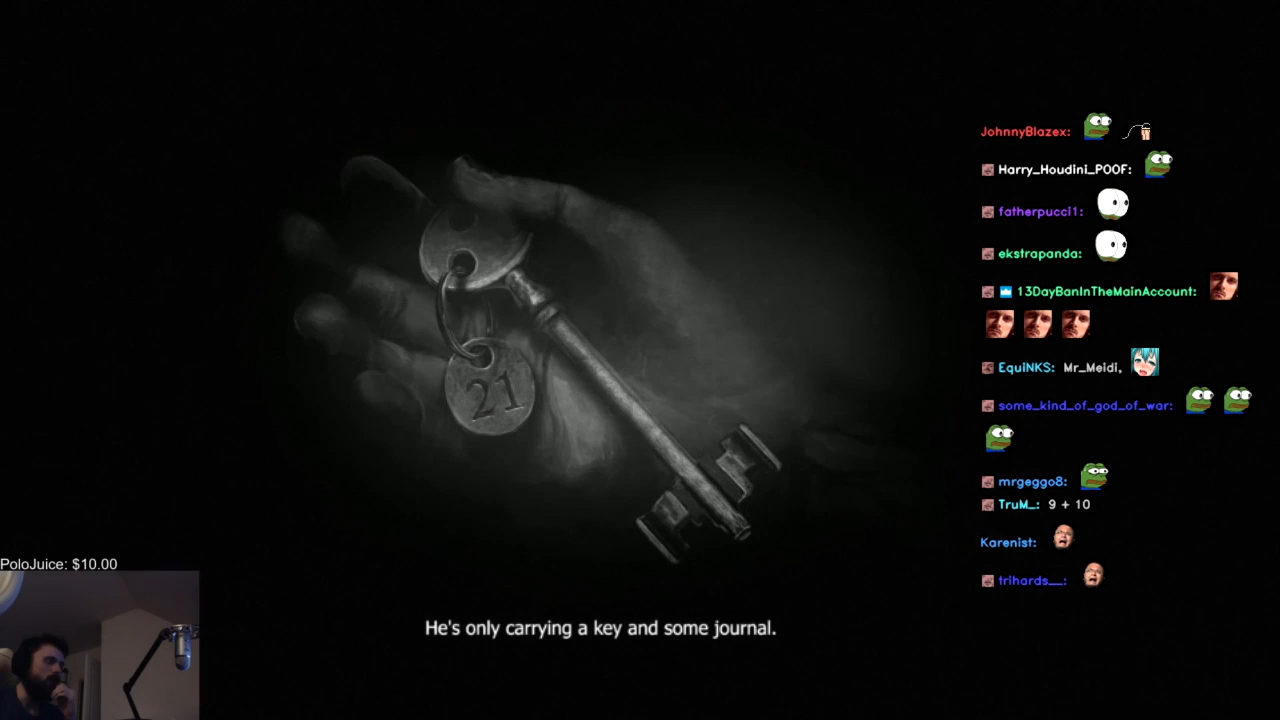 JohnnyBlazex:
Harry_Houdini_POOF:
fatherpucci1:
ekstrapanda:
13DayBanInTheMainAccount:
EquiNKS: Mr_Meidi,
some_kind_of_god_of_war:
mrgeggo8:
TruM_: 9 + 10
Karenist:
trihards__:
21
PoloJuice: $10.00
He's only carrying a key and some journal.